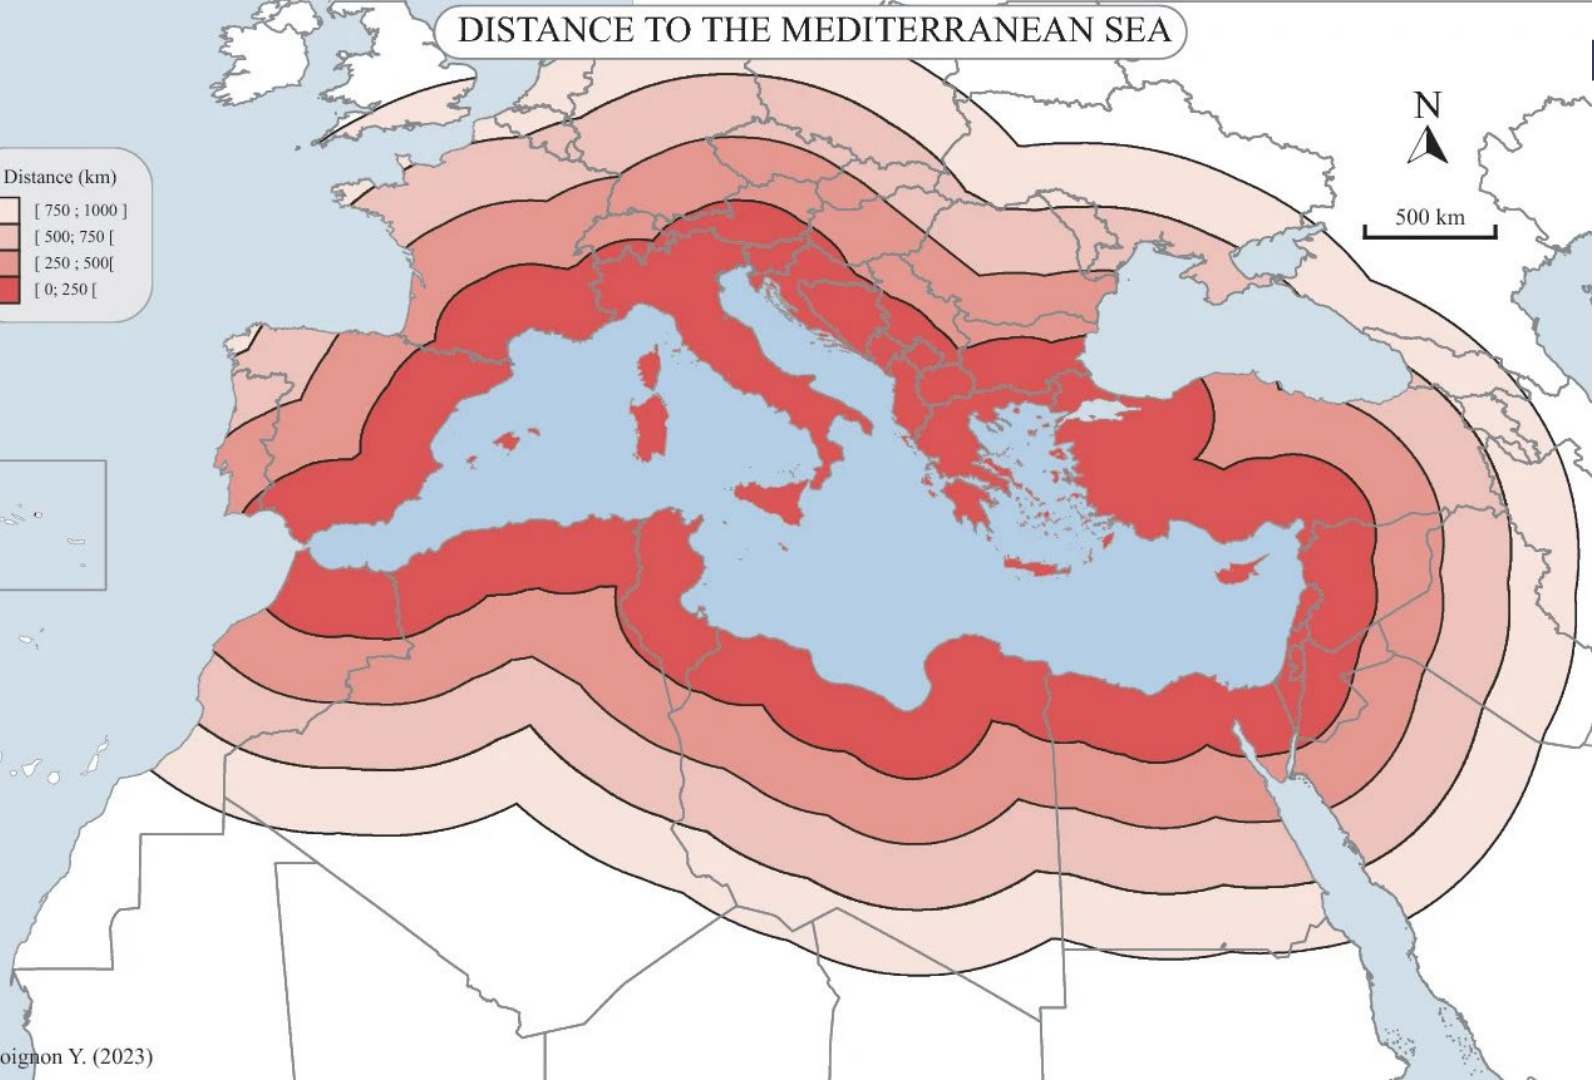 DISTANCE TO THE MEDITERRANEAN SEA
N
500 km
Distance (km)
[ 750 ; 1000 ]
[ 500; 750 [
[ 250 ; 500[
[ 0; 250 [
oignon Y. (2023)